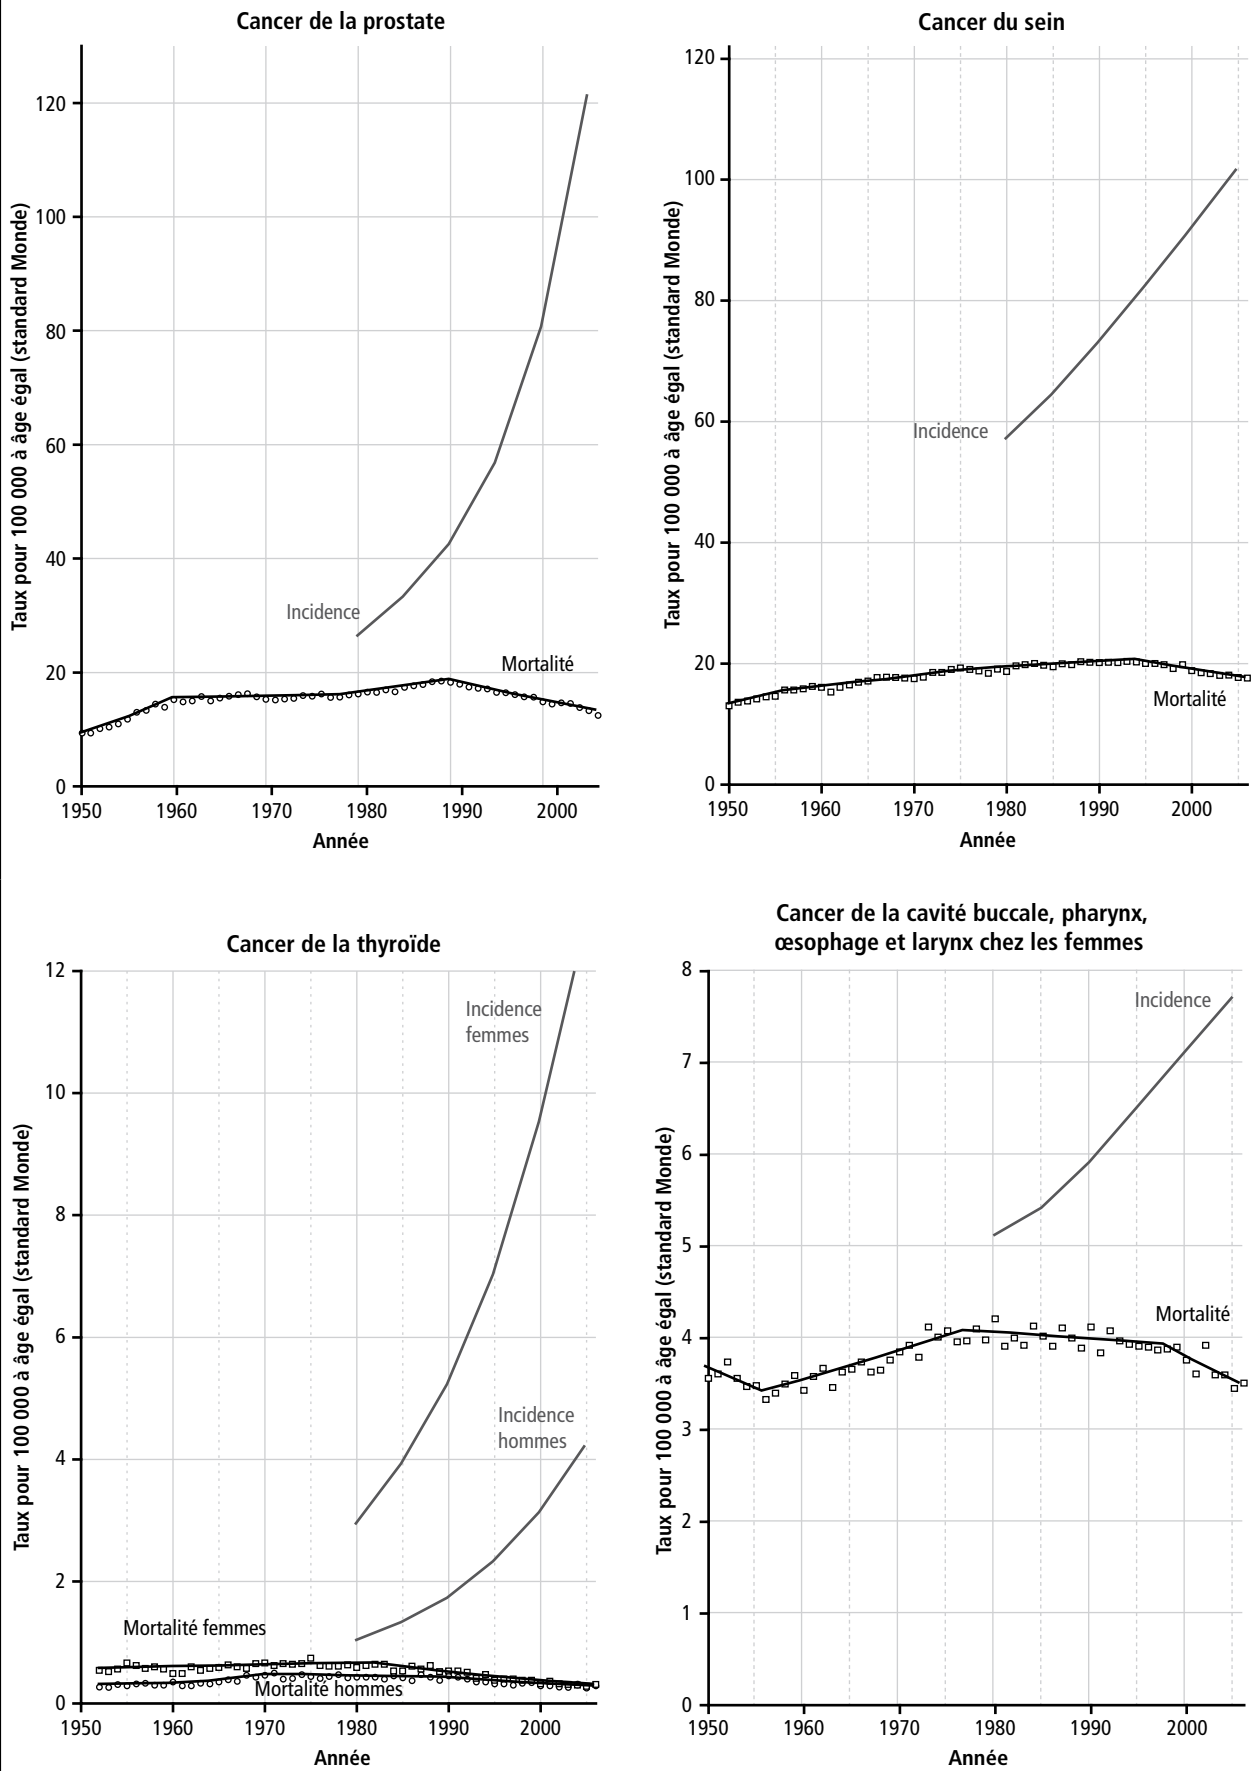 Cancer de la prostate
Taux pour 100 000 à âge égal (standard Monde)
120
100
80
60
40
20
0
Incidence
Mortalité
1950 1960 1970 1980 1990 2000
Année
Cancer du sein
Taux pour 100 000 à âge égal (standard Monde)
120
100
80
60
40
20
0
Incidence
Mortalité
1950 1960 1970 1980 1990 2000
Année
Cancer de la thyroïde
Taux pour 100 000 à âge égal (standard Monde)
12
10
8
6
4
2
0
Incidence
femmes
Incidence
hommes
Mortalité femmes
Mortalité hommes
1950 1960 1970 1980 1990 2000
Année
Cancer de la cavité buccale, pharynx,
œsophage et larynx chez les femmes
Taux pour 100 000 à âge égal (standard Monde)
8
7
6
5
4
3
2
1
0
Incidence
Mortalité
1950 1960 1970 1980 1990 2000
Année